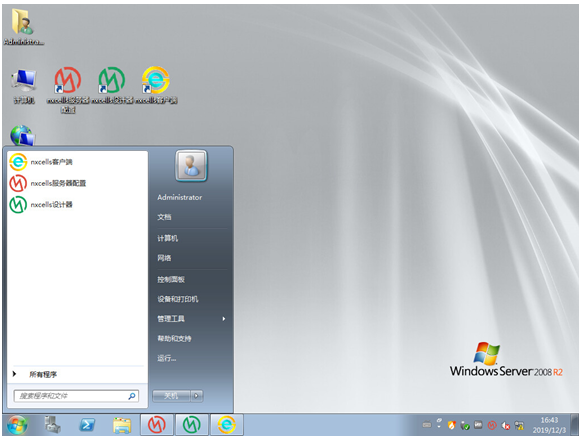 Administra...
计算机
nxcells服务器配置
nxcells设计器
nxcells客户端
nxcells客户端
nxcells服务器配置
nxcells设计器
所有程序
搜索程序和文件
Administrator
文档
计算机
网络
控制面板
设备和打印机
管理工具
帮助和支持
运行...
关机
Windows Server 2008 R2
16:43
2019/12/3